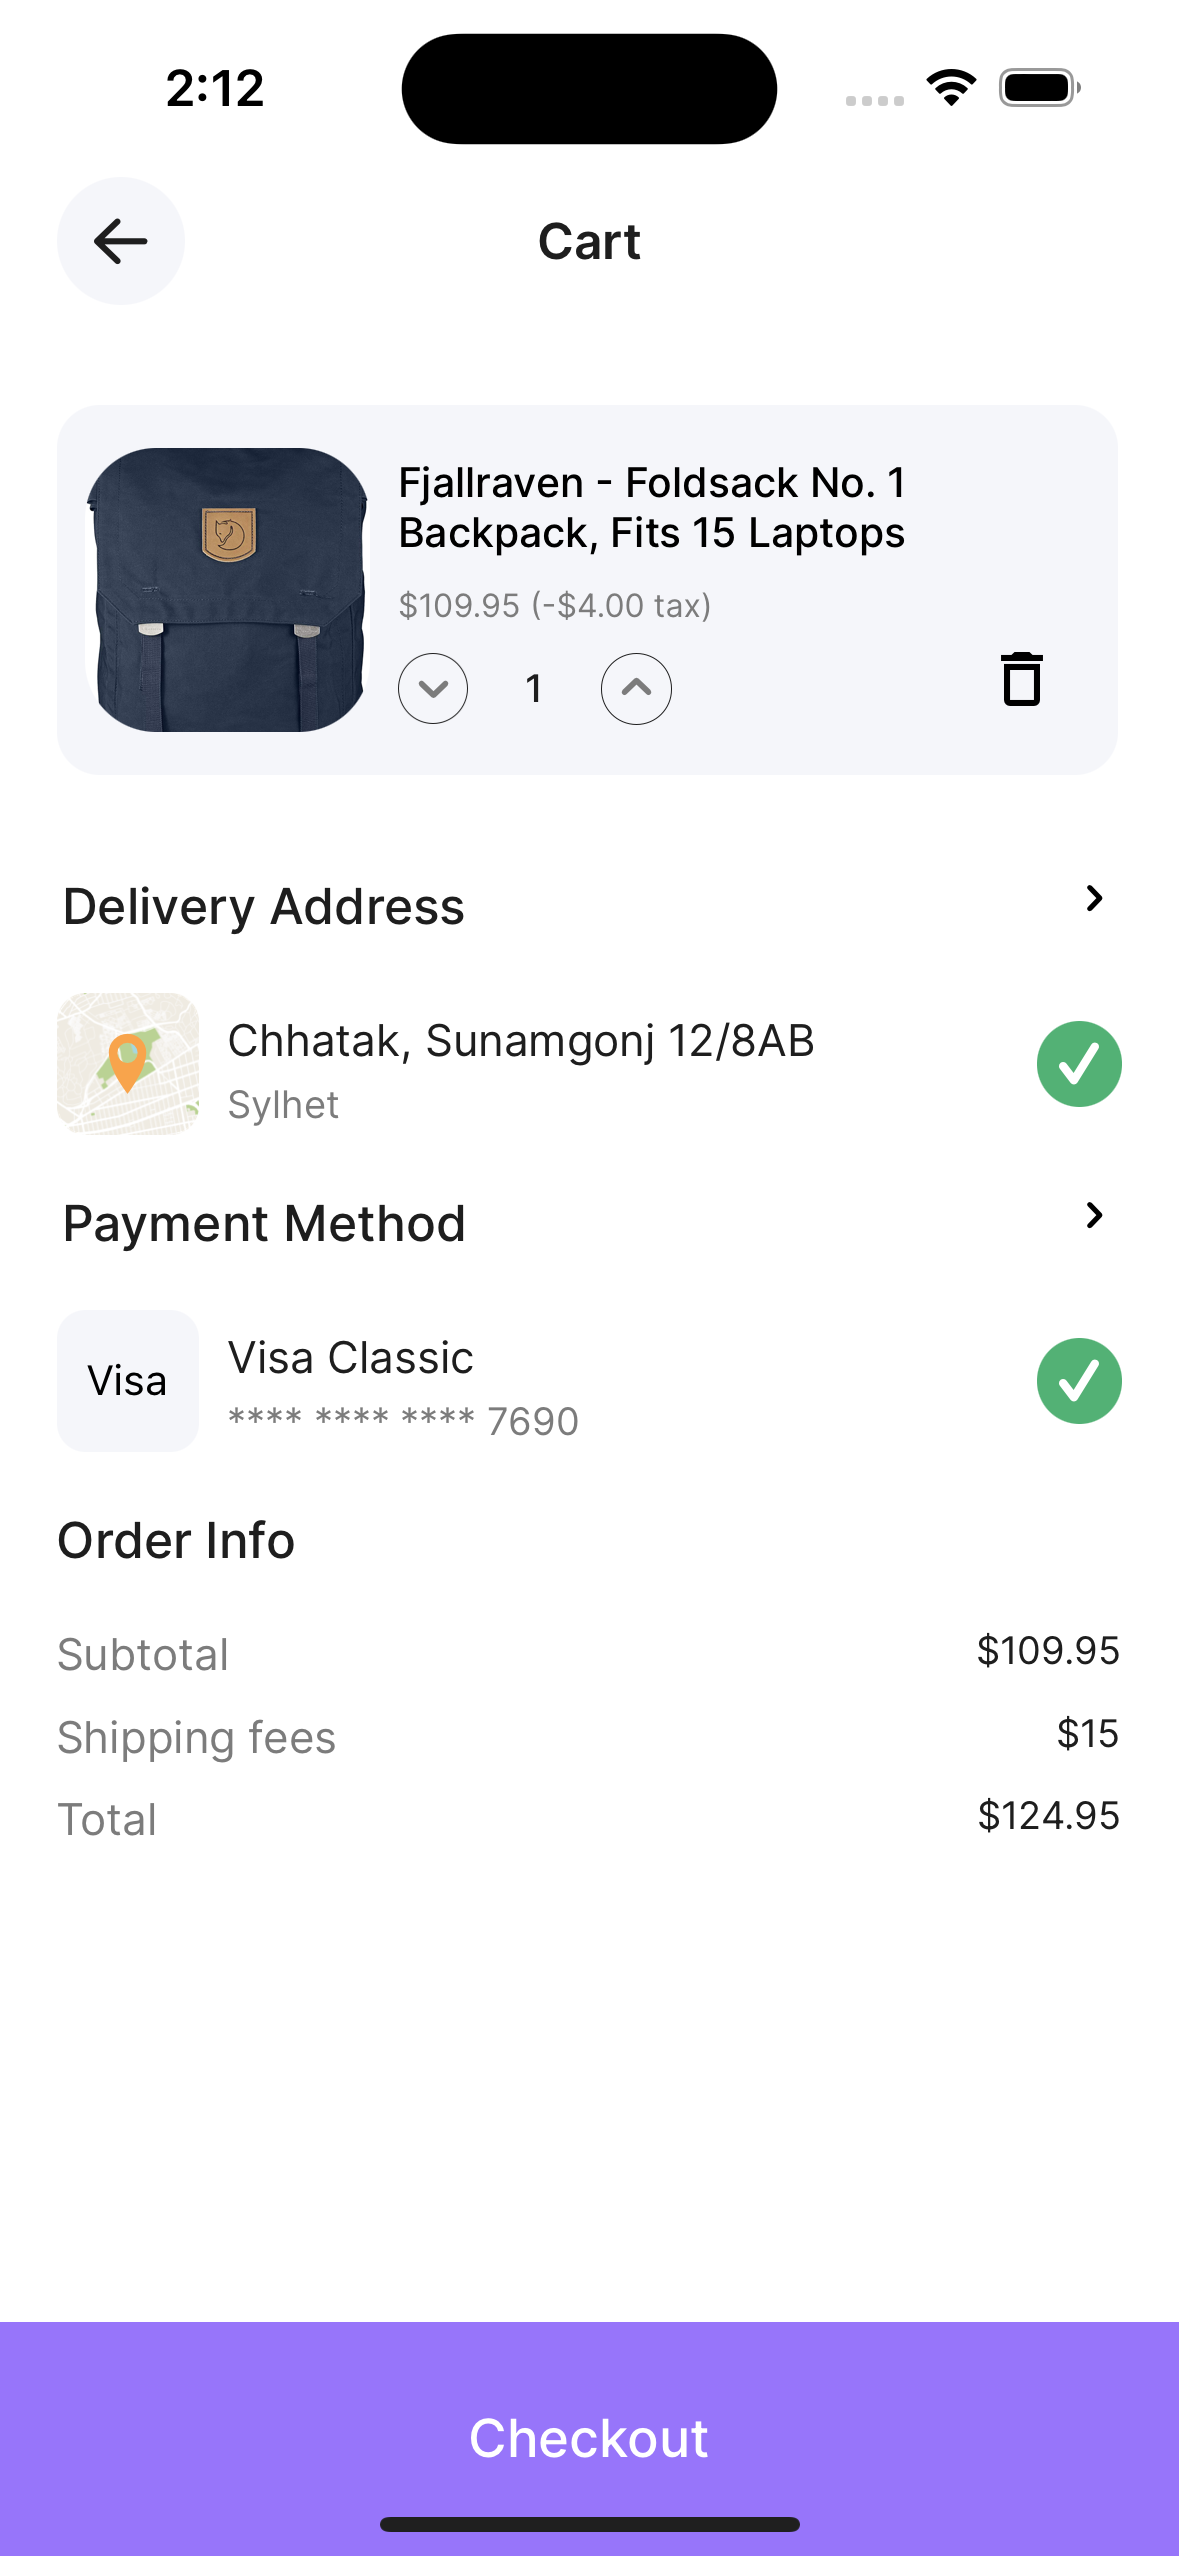 2:12
Cart
Fjallraven - Foldsack No. 1
Backpack, Fits 15 Laptops
$109.95 (-$4.00 tax)
1
Delivery Address
Chhatak, Sunamgonj 12/8AB
Sylhet
Payment Method
Visa
Visa Classic
**** **** **** 7690
Order Info
Subtotal $109.95
Shipping fees $15
Total $124.95
Checkout